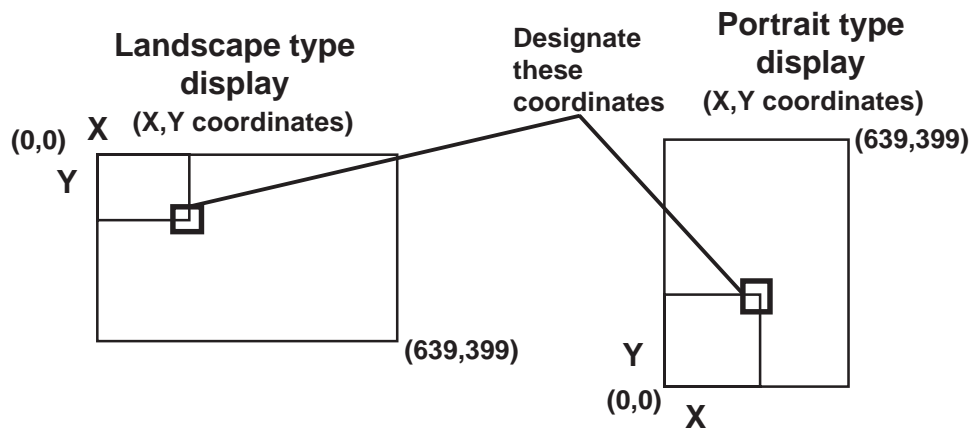 Landscape type
display
(X,Y coordinates)
(0,0)
X
Y
(639,399)
Designate
these
coordinates
Portrait type
display
(X,Y coordinates)
(639,399)
Y
(0,0)
X